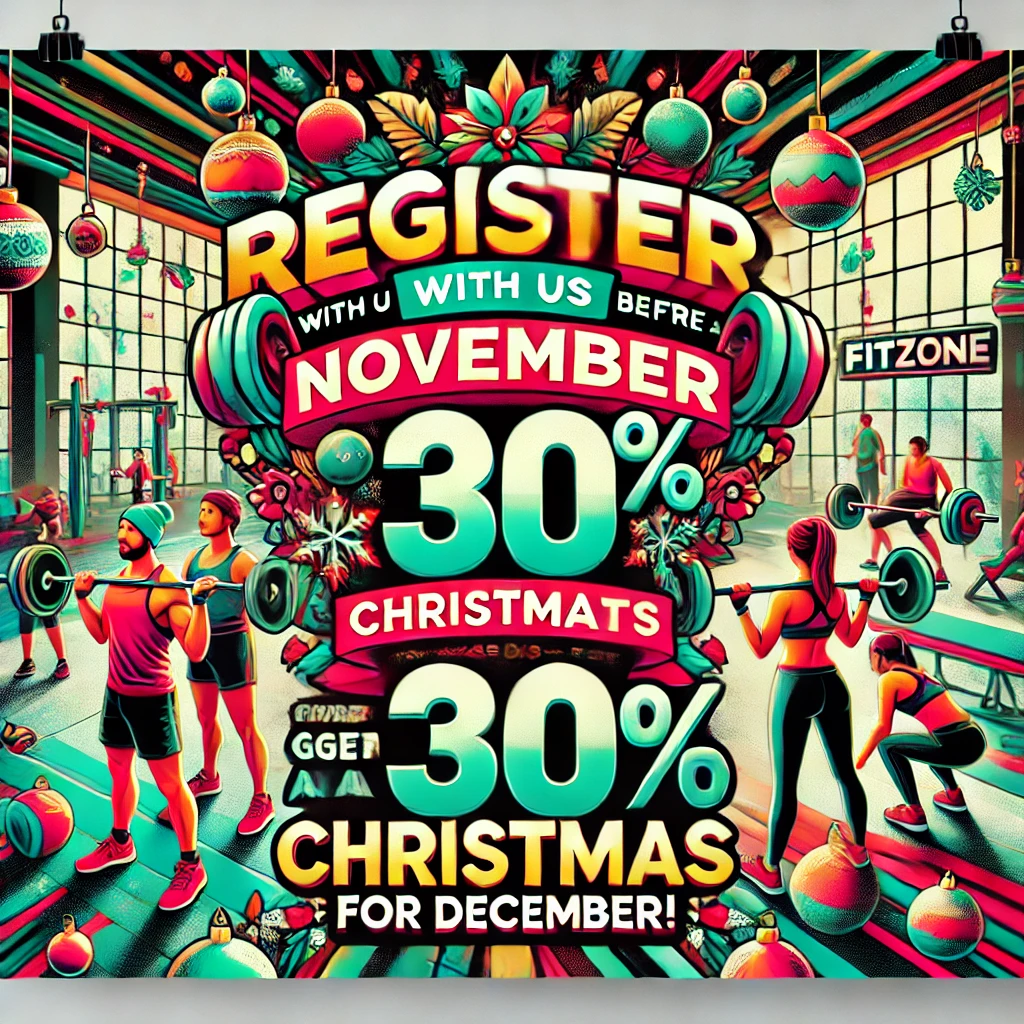 REGISTER
WITH U WITH US BEFRE
NOVEMBER
FITZONE
30%
CHRISTMATS
30%
GGET
CHRISTMAS
FOR DECEMBER!